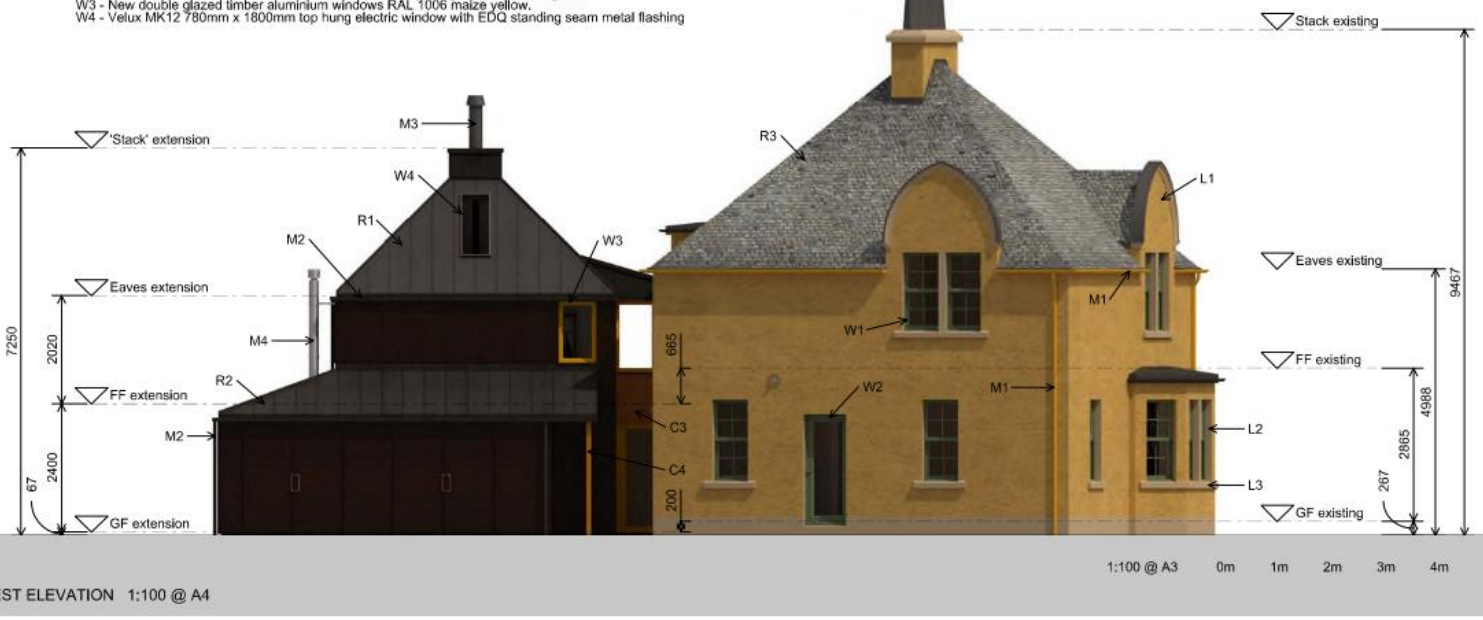 W3 - New double glazed timber aluminium windows RAL 1006 maize yellow.
W4 - Velux MK12 780mm x 1800mm top hung electric window with EDQ standing seam metal flashing
Stack existing
M3
'Stack' extension
R3
W4
L1
R1
M2
W3
Eaves existing
Eaves extension
M1
9467
7250
2020
M4
W1
665
FF existing
R2
M1
W2
FF extension
4988
M2
C3
L2
2865
2400
C4
67
200
L3
267
GF extension
GF existing
1:100 @ A3 0m 1m 2m 3m 4m
EST ELEVATION 1:100 @ A4